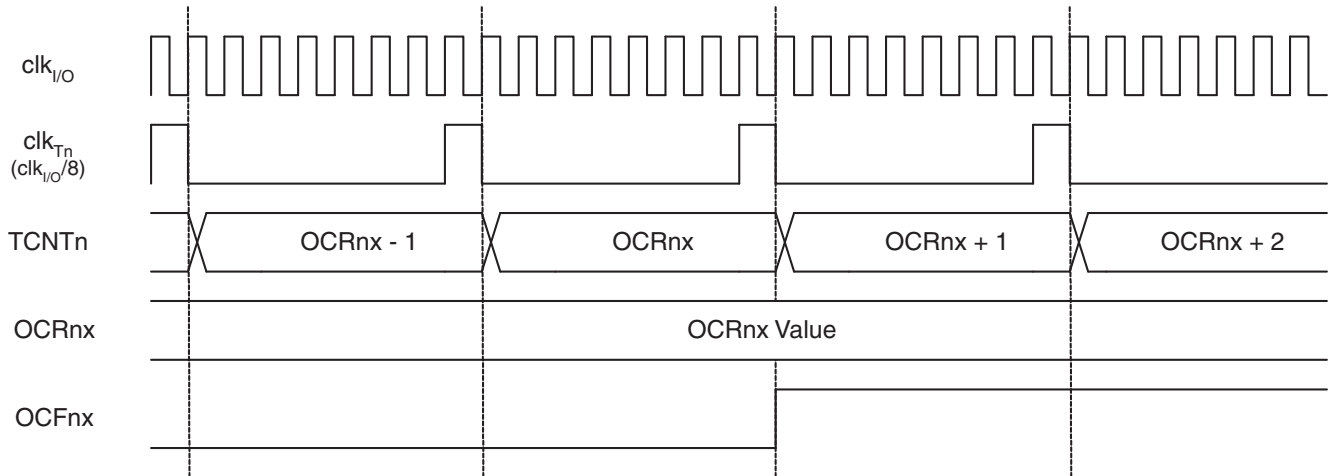 clkI/O
clkTn
(clkI/O/8)
TCNTn OCRnx - 1 OCRnx OCRnx + 1 OCRnx + 2
OCRnx OCRnx Value
OCFnx